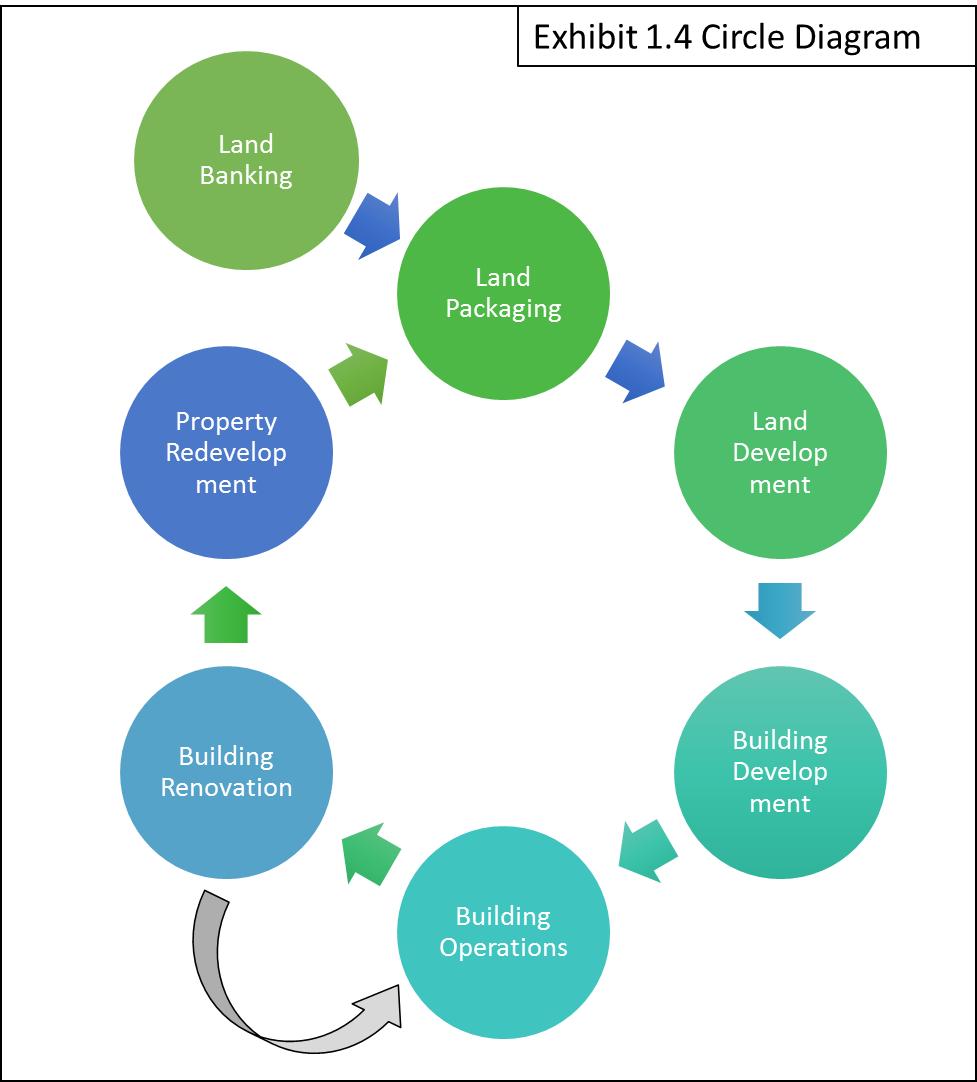 Exhibit 1.4 Circle Diagram
Land
Banking
Land
Packaging
Land
Develop
ment
Building
Develop
ment
Building
Operations
Building
Renovation
Property
Redevelop
ment